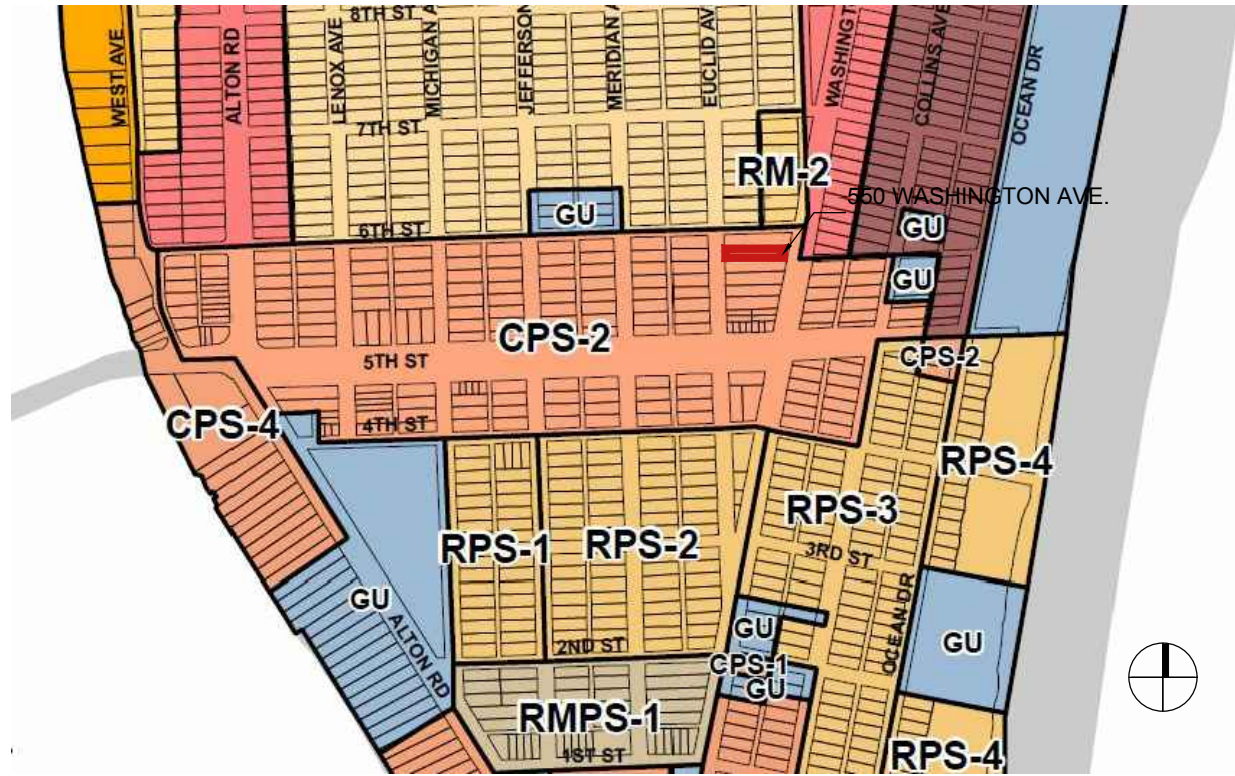 8TH ST
WEST AVE
ALTON RD
LENOX AVE
MICHIGAN A
JEFFERSON
MERIDIAN A
EUCLID AV
WASHINGT
COLLINS AVE
OCEAN DR
7TH ST
RM-2
550 WASHINGTON AVE.
GU
GU
6TH ST
GU
CPS-2
5TH ST
CPS-2
CPS-4
4TH ST
RPS-4
RPS-3
RPS-1
RPS-2
3RD ST
GU
ALTON RD
OCEAN DR
GU
GU
2ND ST
CPS-1
GU
RMPS-1
1ST ST
RPS-4